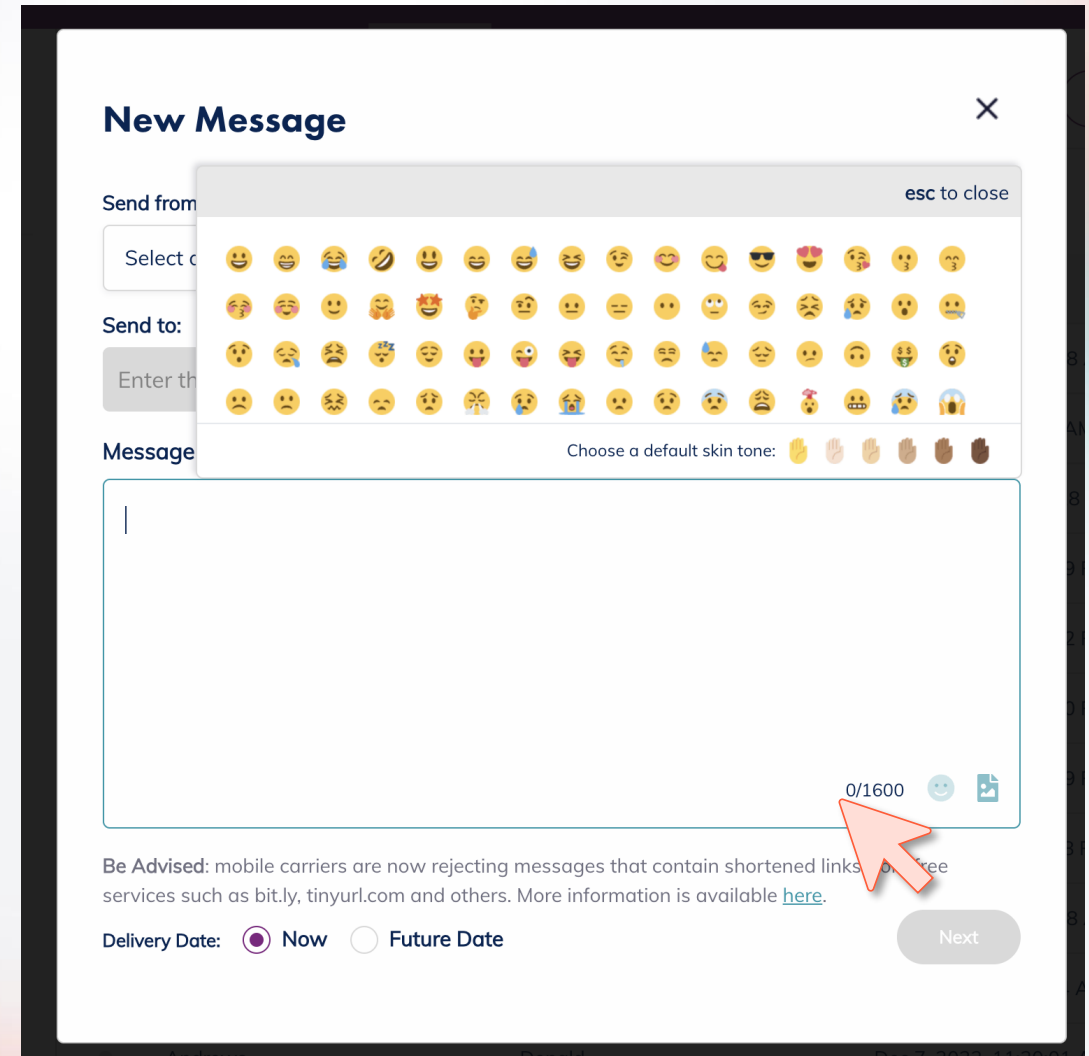 New Message
esc to close
Send from
Select
Send to:
Enter
Choose a default skin tone:
Message
0/1600
Be Advised: mobile carriers are now rejecting messages that contain shortened links free
services such as bit.ly, tinyurl.com and others. More information is available here.
Delivery Date: Now Future Date
Next